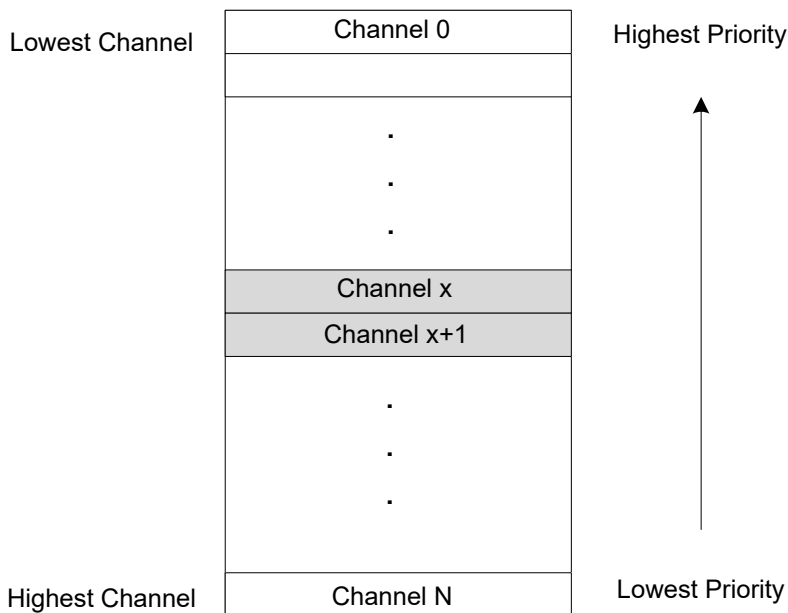 Lowest Channel
Channel 0
Highest Priority
.
.
.
Channel x
Channel x+1
.
.
.
Highest Channel
Channel N
Lowest Priority